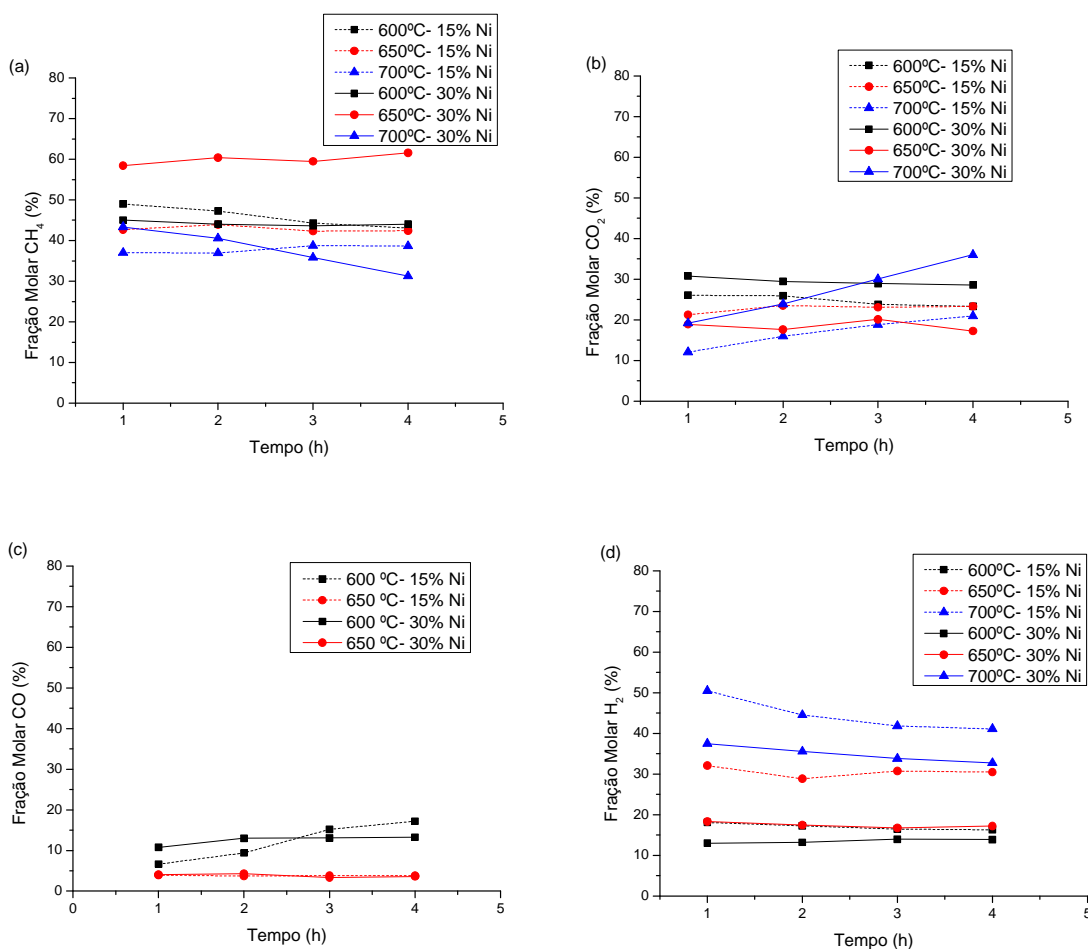 (a)
600ºC- 15% Ni
650ºC- 15% Ni
700ºC- 15% Ni
600ºC- 30% Ni
650ºC- 30% Ni
700ºC- 30% Ni
Fração Molar CH₄ (%)
80
70
60
50
40
30
20
10
0
1 2 3 4 5
Tempo (h)
(b)
600ºC- 15% Ni
650ºC- 15% Ni
700ºC- 15% Ni
600ºC- 30% Ni
650ºC- 30% Ni
700ºC- 30% Ni
Fração Molar CO₂ (%)
80
70
60
50
40
30
20
10
0
1 2 3 4 5
Tempo (h)
(c)
600 ºC- 15% Ni
650 ºC- 15% Ni
600 ºC- 30% Ni
650 ºC- 30% Ni
Fração Molar CO (%)
80
70
60
50
40
30
20
10
0
0 1 2 3 4 5
Tempo (h)
(d)
600ºC- 15% Ni
650ºC- 15% Ni
700ºC- 15% Ni
600ºC- 30% Ni
650ºC- 30% Ni
700ºC- 30% Ni
Fração Molar H₂ (%)
80
70
60
50
40
30
20
10
0
1 2 3 4 5
Tempo (h)